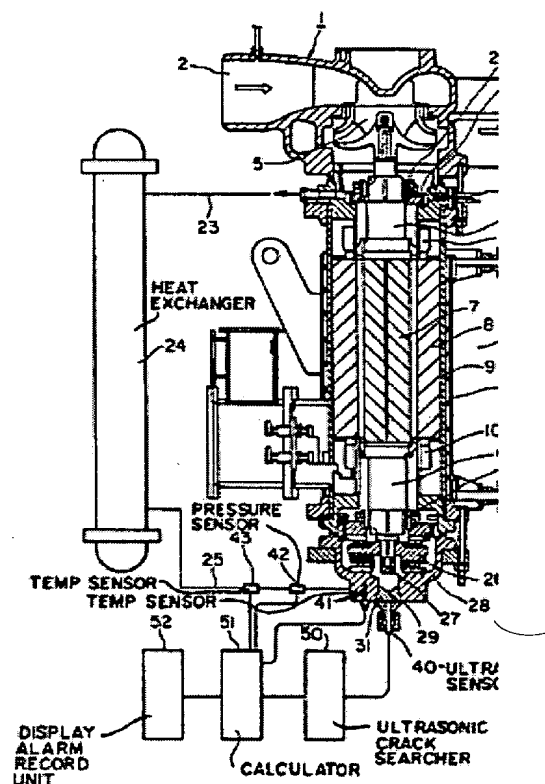 1
2
2
5
23
HEAT
EXCHANGER
24
7
8
9
10
PRESSURE
SENSOR
25
43
42
TEMP SENSOR
TEMP SENSOR
41
26
27
28
29
31
52
51
50
40-ULTRA
SENSO
DISPLAY
ALARM
RECORD
UNIT
CALCULATOR
ULTRASONIC
CRACK
SEARCHER